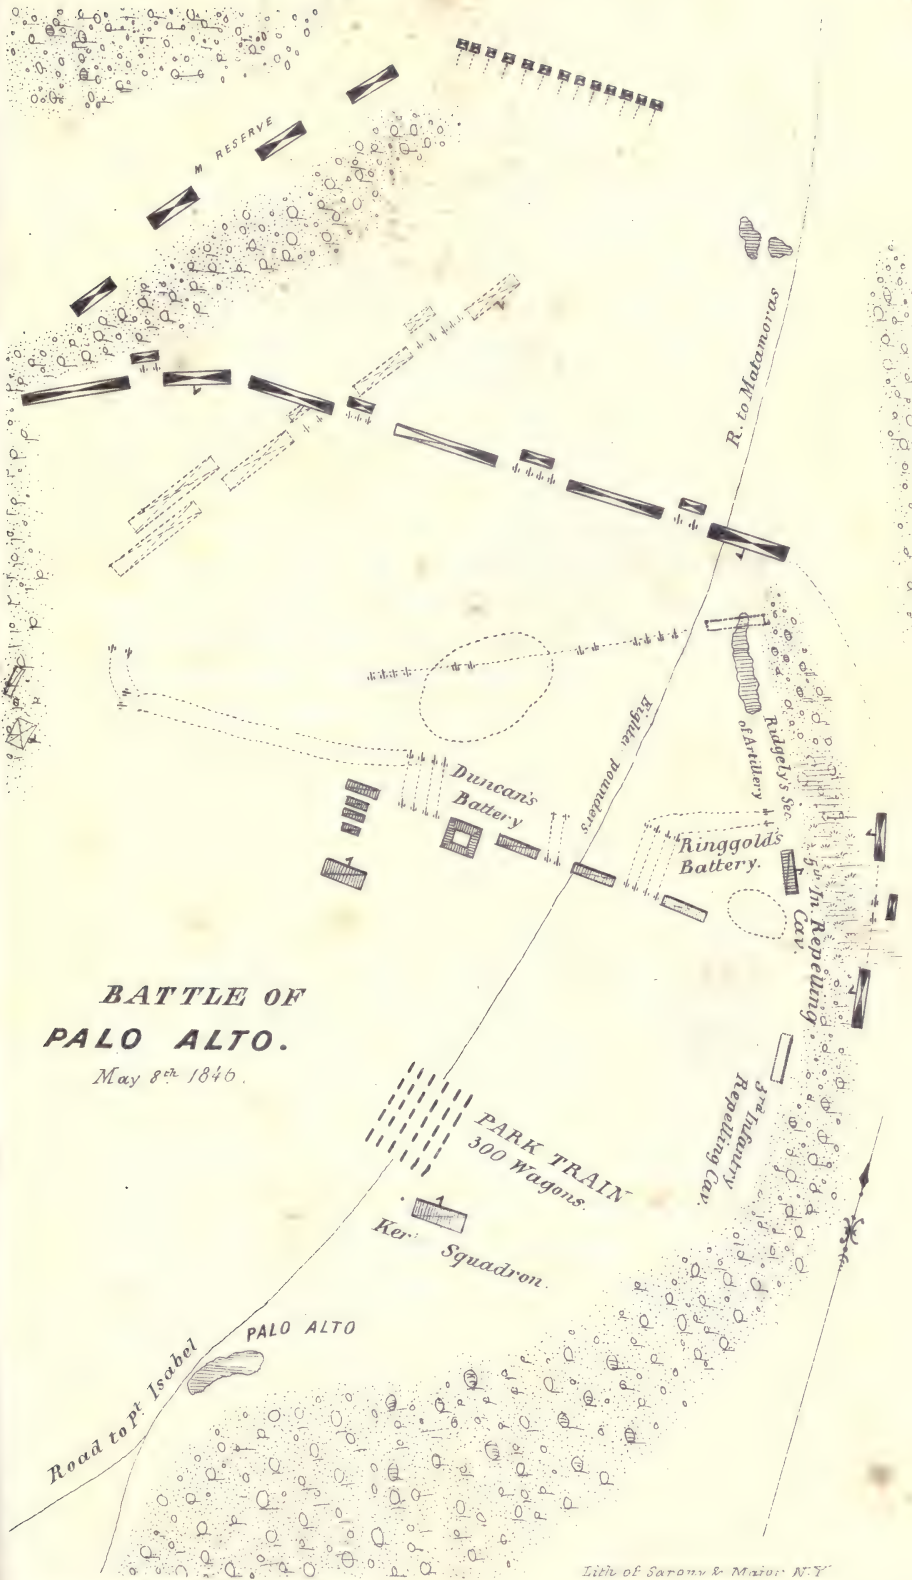 M RESERVE
R. to Matamoras
Eighteen pounders
Duncan's
Battery
Ridgely's Sec.
of Artillery
Ringgold's
Battery.
5th In. Repelling
Cav.
BATTLE OF
PALO ALTO.
May 8th 1846.
PARK TRAIN
300 Wagons.
3rd Infantry
Repelling Cav.
Ker
Squadron.
PALO ALTO
Road to Pt. Isabel
Lith of Sarony & Major N.Y